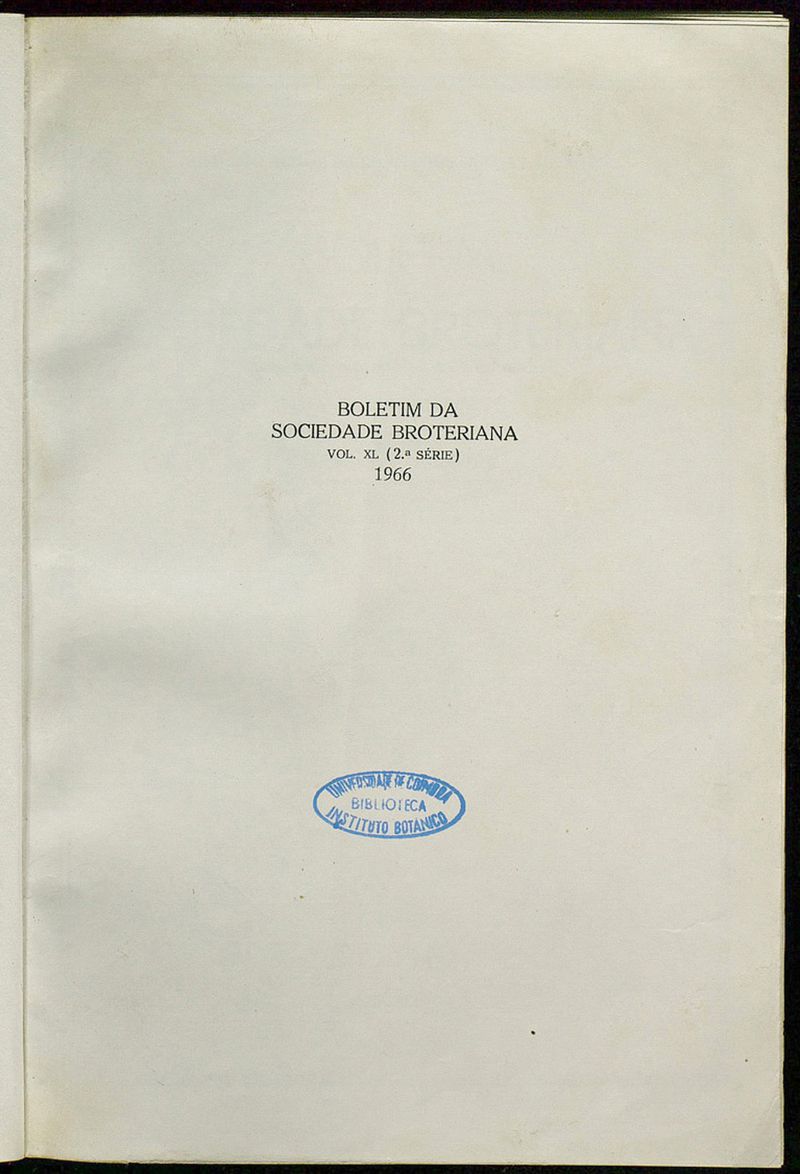 BOLETIM DA
SOCIEDADE BROTERIANA
VOL. XL (2.ª SÉRIE)
1966
UNIVERSIDADE DE COIMBRA
BIBLIOTECA
INSTITUTO BOTANICO